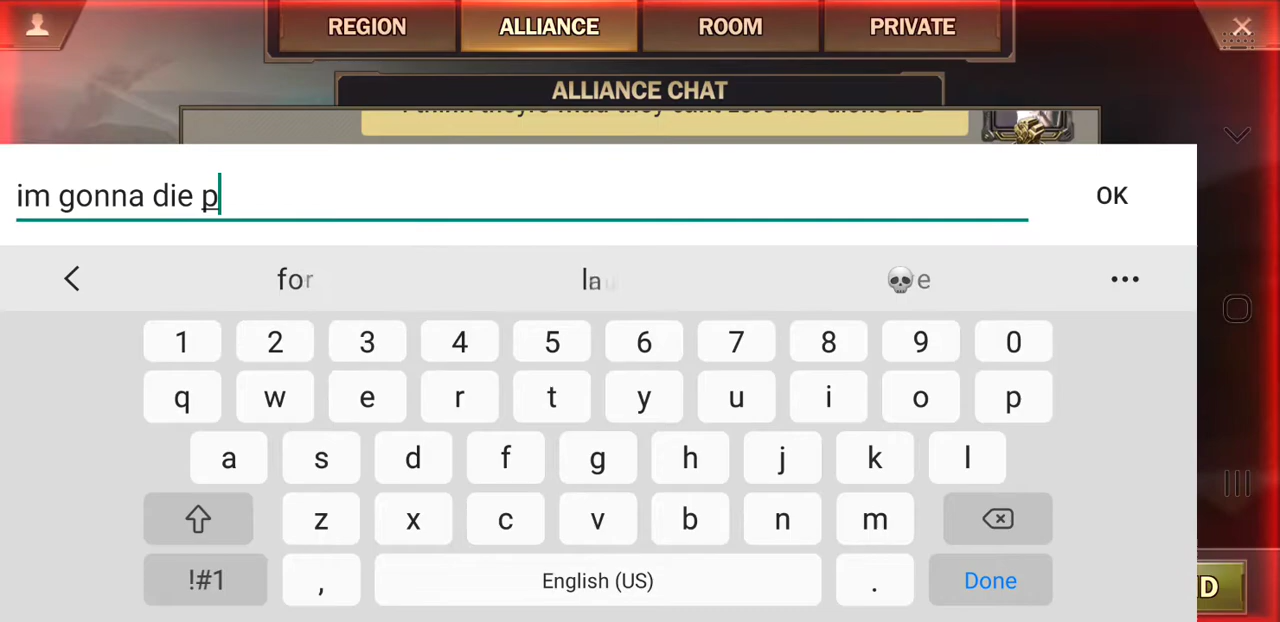 REGION ALLIANCE ROOM PRIVATE
ALLIANCE CHAT
im gonna die p
OK
for 💀
1 2 3 4 5 6 7 8 9 0
q w e r t y u i o p
a s d f g h j k l
z x c v b n m
!#1 , English (US) . Done